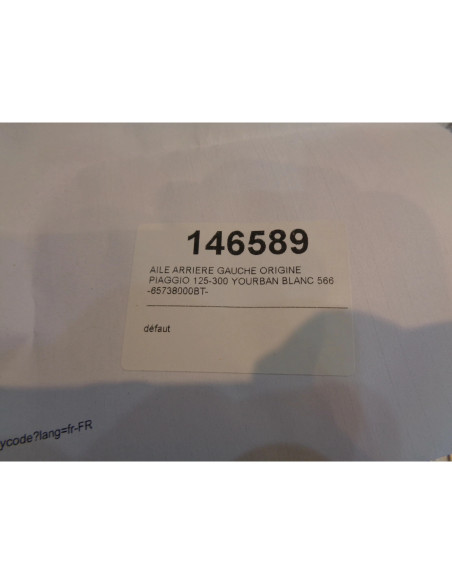 146589
AILE ARRIERE GAUCHE ORIGINE
PIAGGIO 125-300 YOURBAN BLANC 566
-65738000BT-
défaut
ycode?lang=fr-FR